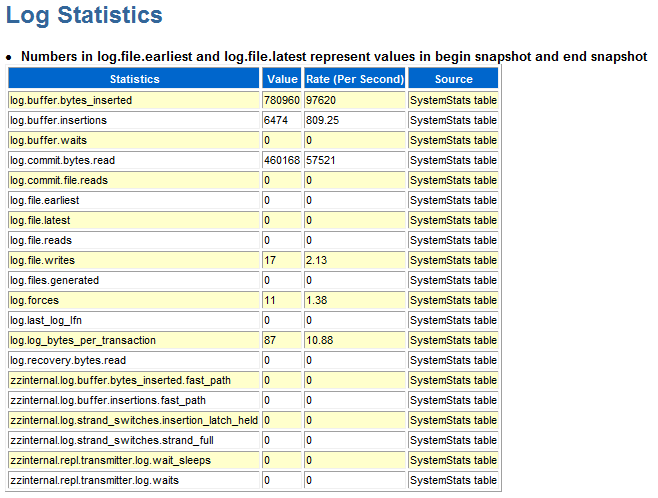 Log Statistics
• Numbers in log.file.earliest and log.file.latest represent values in begin snapshot and end snapshot
Statistics Value Rate (Per Second) Source
log.buffer.bytes_inserted 780960 97620 SystemStats table
log.buffer.insertions 6474 809.25 SystemStats table
log.buffer.waits 0 0 SystemStats table
log.commit.bytes.read 460168 57521 SystemStats table
log.commit.file.reads 0 0 SystemStats table
log.file.earliest 0 0 SystemStats table
log.file.latest 0 0 SystemStats table
log.file.reads 0 0 SystemStats table
log.file.writes 17 2.13 SystemStats table
log.files.generated 0 0 SystemStats table
log.forces 11 1.38 SystemStats table
log.last_log_lfn 0 0 SystemStats table
log.log_bytes_per_transaction 87 10.88 SystemStats table
log.recovery.bytes.read 0 0 SystemStats table
zzinternal.log.buffer.bytes_inserted.fast_path 0 0 SystemStats table
zzinternal.log.buffer.insertions.fast_path 0 0 SystemStats table
zzinternal.log.strand_switches.insertion_latch_held 0 0 SystemStats table
zzinternal.log.strand_switches.strand_full 0 0 SystemStats table
zzinternal.repl.transmitter.log.wait_sleeps 0 0 SystemStats table
zzinternal.repl.transmitter.log.waits 0 0 SystemStats table